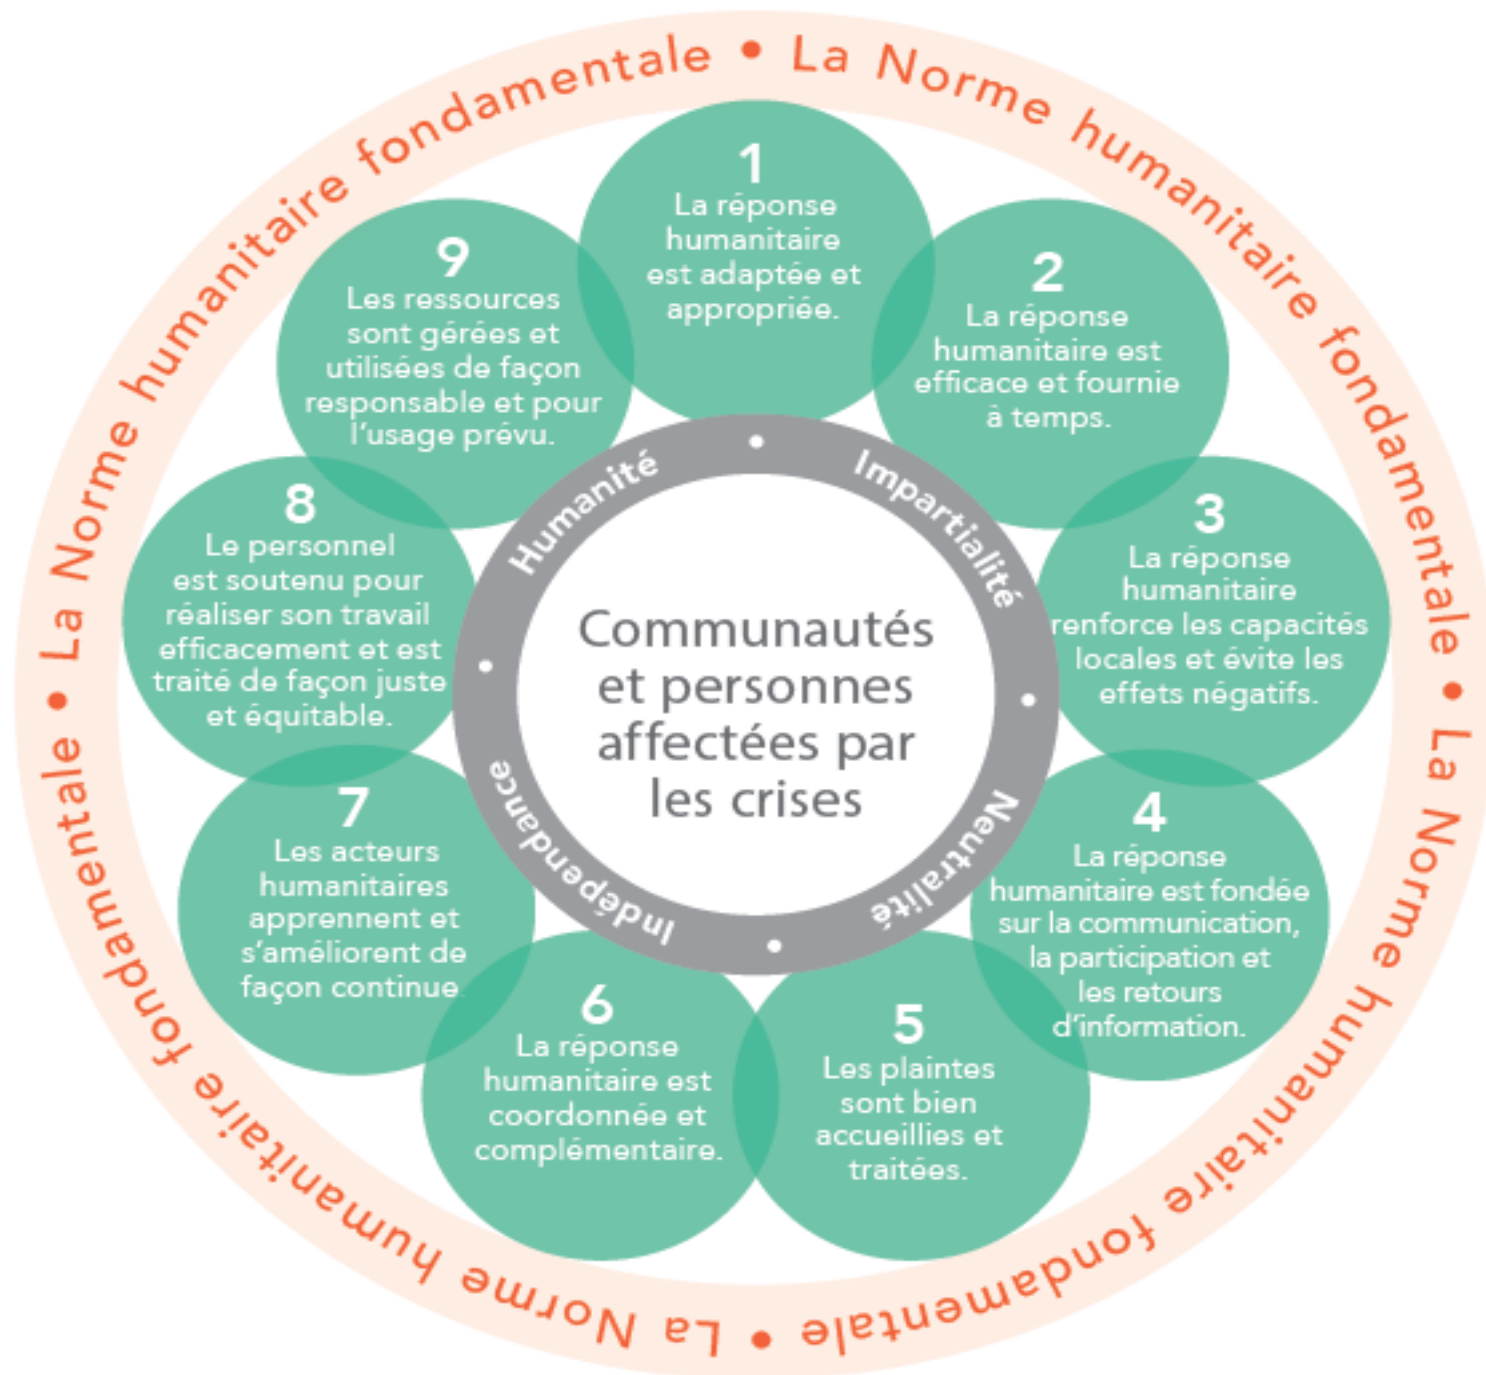 La Norme humanitaire fondamentale • La Norme humanitaire fondamentale • La Norme humanitaire fondamentale • La Norme humanitaire fondamentale •
1
La réponse
humanitaire
est adaptée et
appropriée.
2
La réponse
humanitaire est
efficace et fournie
à temps.
3
La réponse
humanitaire
renforce les capacités
locales et évite les
effets négatifs.
4
La réponse
humanitaire est fondée
sur la communication,
la participation et
les retours
d’information.
5
Les plaintes
sont bien
accueillies et
traitées.
6
La réponse
humanitaire est
coordonnée et
complémentaire.
7
Les acteurs
humanitaires
apprennent et
s’améliorent de
façon continue.
8
Le personnel
est soutenu pour
réaliser son travail
efficacement et est
traité de façon juste
et équitable.
9
Les ressources
sont gérées et
utilisées de façon
responsable et pour
l’usage prévu.
Humanité • Impartialité • Neutralité • Indépendance •
Communautés
et personnes
affectées par
les crises